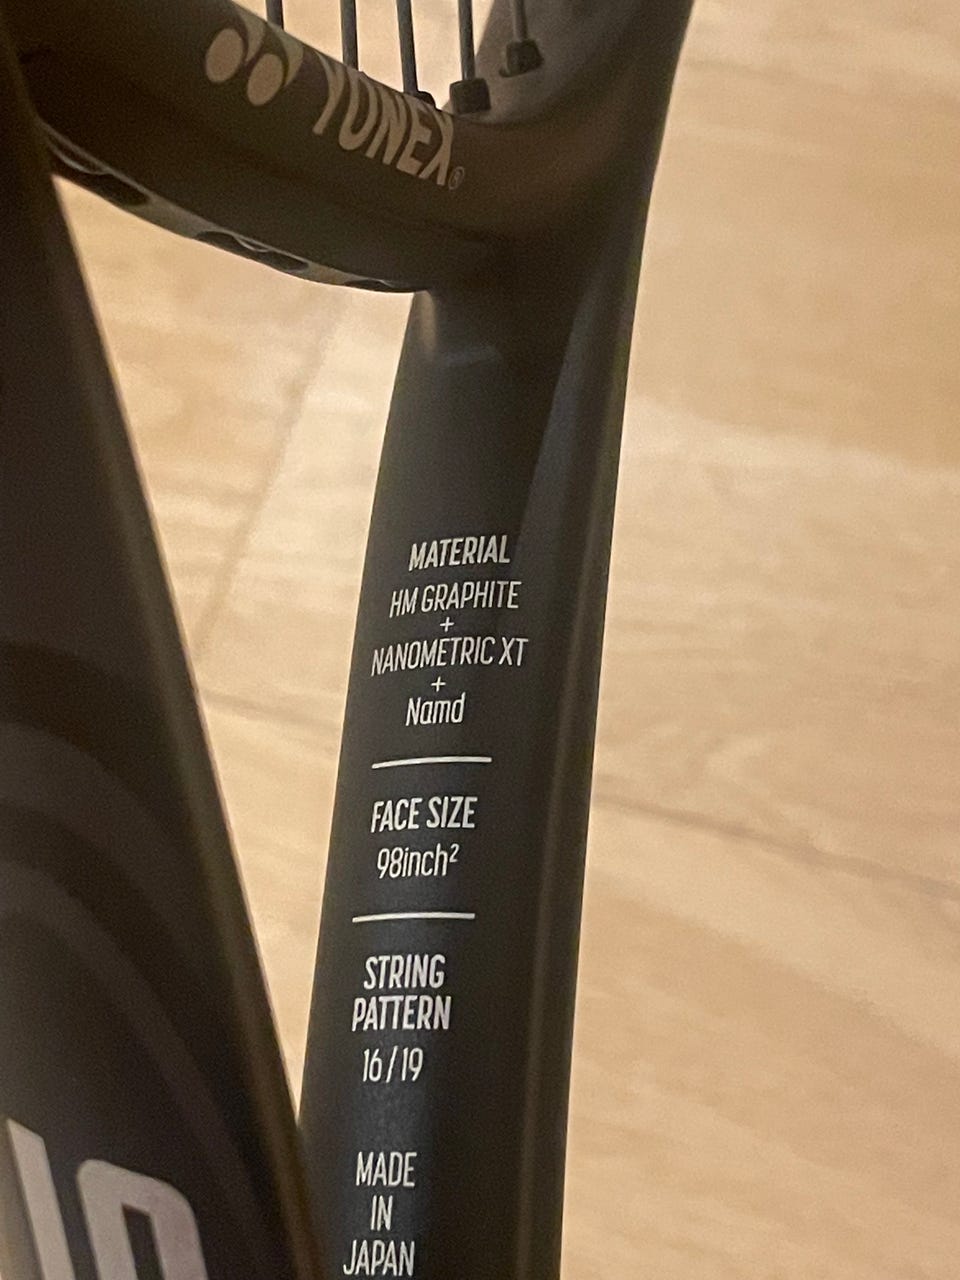 YONEX®
MATERIAL
HM GRAPHITE
+
NANOMETRIC XT
+
Namd
FACE SIZE
98inch²
STRING
PATTERN
16/19
MADE
IN
JAPAN